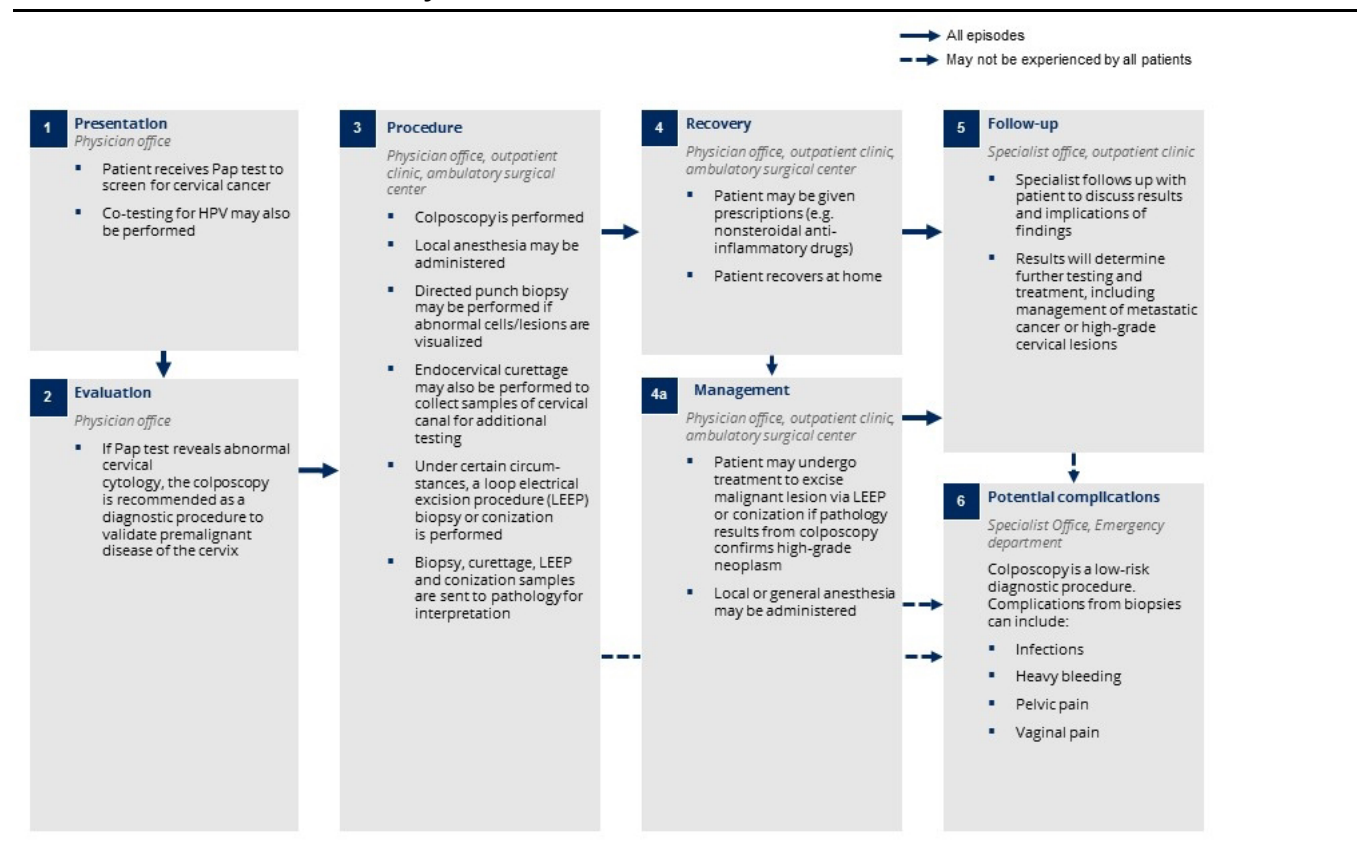 All episodes
May not be experienced by all patients
1
Presentation
Physician office
▪ Patient receives Pap test to
screen for cervical cancer
▪ Co-testing for HPV may also
be performed
2
Evaluation
Physician office
▪ If Pap test reveals abnormal
cervical
cytology, the colposcopy
is recommended as a
diagnostic procedure to
validate premalignant
disease of the cervix
3
Procedure
Physician office, outpatient
clinic, ambulatory surgical
center
▪ Colposcopy is performed
▪ Local anesthesia may be
administered
▪ Directed punch biopsy
may be performed if
abnormal cells/lesions are
visualized
▪ Endocervical curettage
may also be performed to
collect samples of cervical
canal for additional
testing
▪ Under certain circum-
stances, a loop electrical
excision procedure (LEEP)
biopsy or conization
is performed
▪ Biopsy, curettage, LEEP
and conization samples
are sent to pathology for
interpretation
4
Recovery
Physician office, outpatient clinic,
ambulatory surgical center
▪ Patient may be given
prescriptions (e.g.
nonsteroidal anti-
inflammatory drugs)
▪ Patient recovers at home
4a
Management
Physician office, outpatient clinic,
ambulatory surgical center
▪ Patient may undergo
treatment to excise
malignant lesion via LEEP
or conization if pathology
results from colposcopy
confirms high-grade
neoplasm
▪ Local or general anesthesia
may be administered
5
Follow-up
Specialist office, outpatient clinic
▪ Specialist follows up with
patient to discuss results
and implications of
findings
▪ Results will determine
further testing and
treatment, including
management of metastatic
cancer or high-grade
cervical lesions
6
Potential complications
Specialist Office, Emergency
department
Colposcopy is a low-risk
diagnostic procedure.
Complications from biopsies
can include:
▪ Infections
▪ Heavy bleeding
▪ Pelvic pain
▪ Vaginal pain